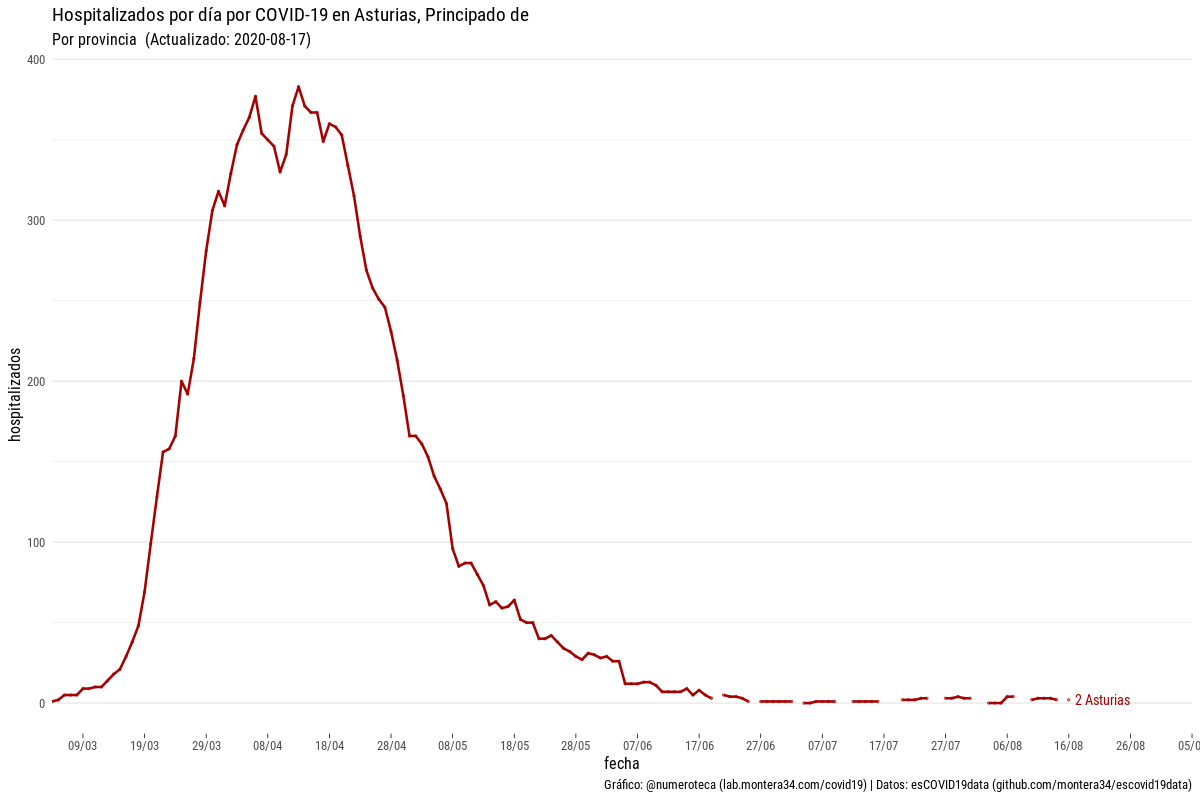 Hospitalizados por día por COVID-19 en Asturias, Principado de
Por provincia (Actualizado: 2020-08-17)
400
300
200
100
0
hospitalizados
2 Asturias
09/03 19/03 29/03 08/04 18/04 28/04 08/05 18/05 28/05 07/06 17/06 27/06 07/07 17/07 27/07 06/08 16/08 26/08 05/0
fecha
Gráfico: @numeroteca (lab.montera34.com/covid19) | Datos: esCOVID19data (github.com/montera34/escovid19data)